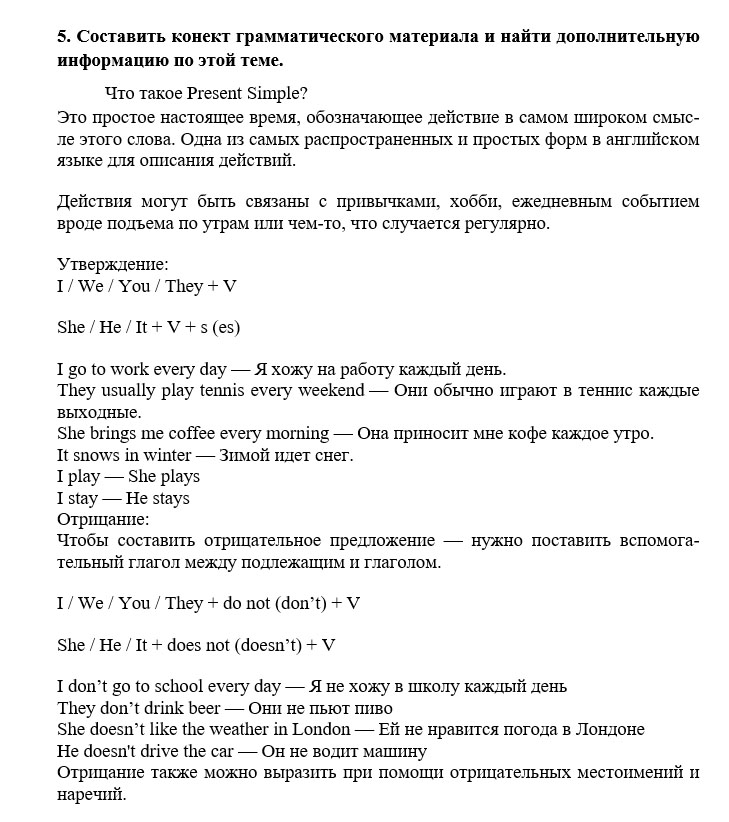 5. Составить конект грамматического материала и найти дополнительную
информацию по этой теме.
Что такое Present Simple?
Это простое настоящее время, обозначающее действие в самом широком смыс-
ле этого слова. Одна из самых распространенных и простых форм в английском
языке для описания действий.
Действия могут быть связаны с привычками, хобби, ежедневным событием
вроде подъема по утрам или чем-то, что случается регулярно.
Утверждение:
I / We / You / They + V
She / He / It + V + s (es)
I go to work every day — Я хожу на работу каждый день.
They usually play tennis every weekend — Они обычно играют в теннис каждые
выходные.
She brings me coffee every morning — Она приносит мне кофе каждое утро.
It snows in winter — Зимой идет снег.
I play — She plays
I stay — He stays
Отрицание:
Чтобы составить отрицательное предложение — нужно поставить вспомога-
тельный глагол между подлежащим и глаголом.
I / We / You / They + do not (don’t) + V
She / He / It + does not (doesn’t) + V
I don’t go to school every day — Я не хожу в школу каждый день
They don’t drink beer — Они не пьют пиво
She doesn’t like the weather in London — Ей не нравится погода в Лондоне
He doesn't drive the car — Он не водит машину
Отрицание также можно выразить при помощи отрицательных местоимений и
наречий.